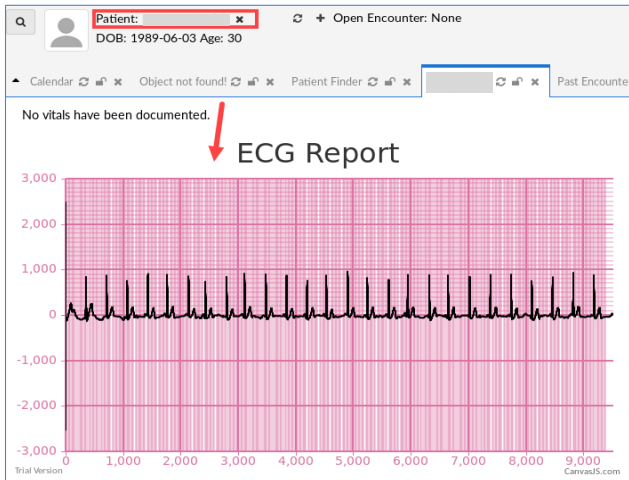 Patient:
Open Encounter: None
DOB: 1989-06-03 Age: 30
Calendar Object not found! Patient Finder Past Encounte
No vitals have been documented.
ECG Report
3,000
2,000
1,000
0
-1,000
-2,000
-3,000
0 1,000 2,000 3,000 4,000 5,000 6,000 7,000 8,000 9,000
Trial Version CanvasJS.com